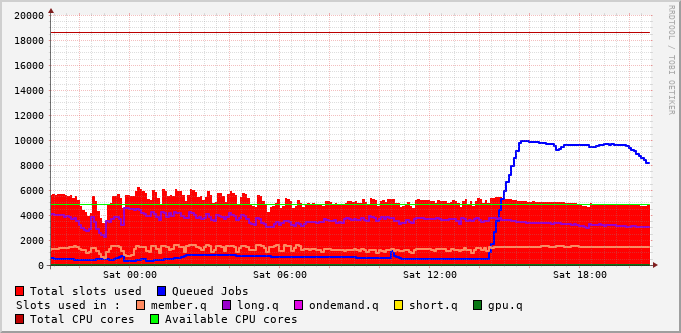 RRDTOOL / TOBI OETIKER
20000
18000
16000
14000
12000
10000
8000
6000
4000
2000
0
Sat 00:00 Sat 06:00 Sat 12:00 Sat 18:00
Total slots used Queued Jobs
Slots used in : member.q long.q ondemand.q short.q gpu.q
Total CPU cores Available CPU cores